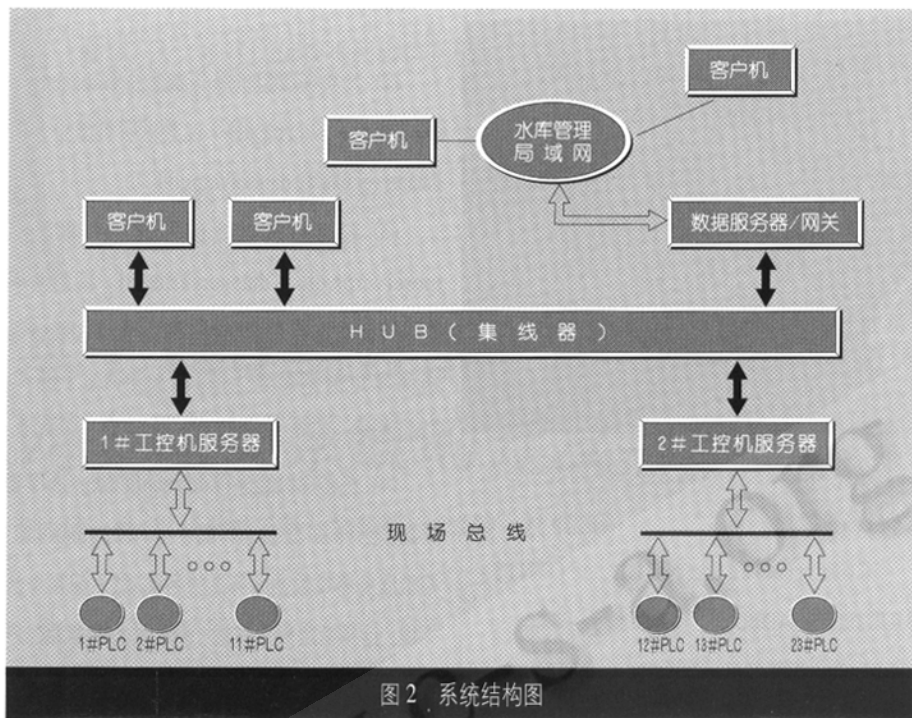 客户机
客户机
水库管理
局域网
客户机
客户机
数据服务器/网关
HUB(集线器)
1#工控机服务器
2#工控机服务器
现场总线
1#PLC
2#PLC
11#PLC
12#PLC
13#PLC
23#PLC
图2 系统结构图